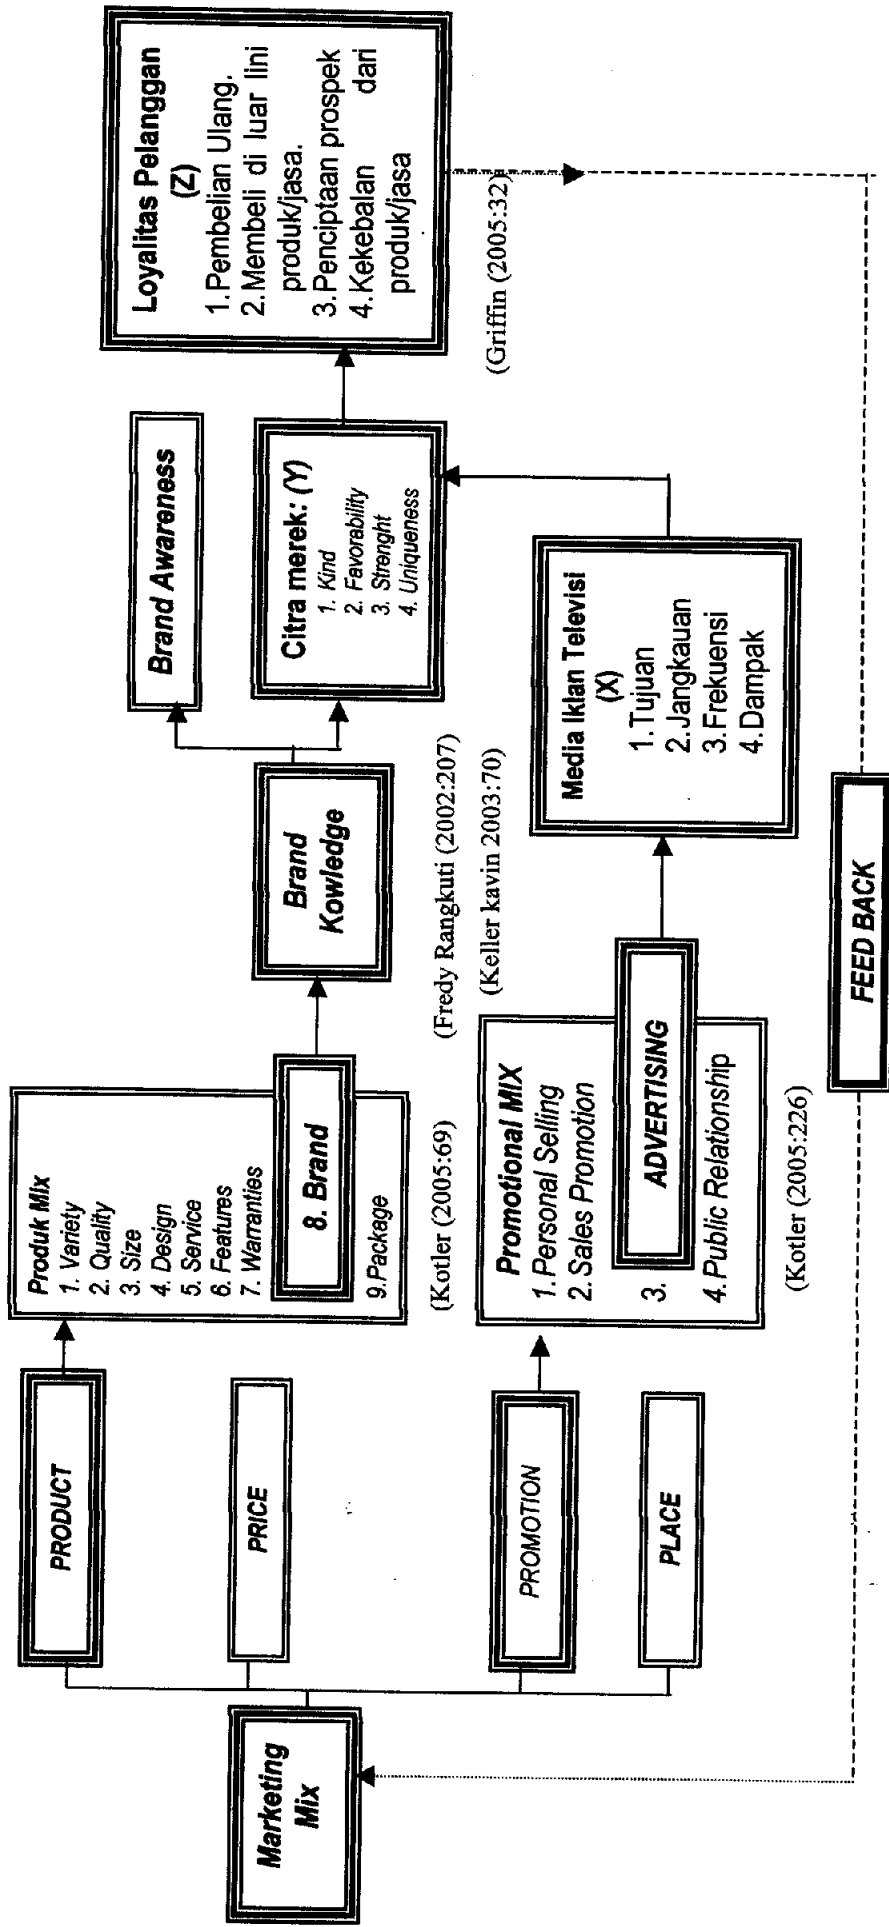 Marketing
Mix
PRODUCT
PRICE
PROMOTION
PLACE
Produk Mix
1. Variety
2. Quality
3. Size
4. Design
5. Service
6. Features
7. Warranties
8. Brand
9.Package
(Kotler (2005:69)
Promotional MIX
1.Personal Selling
2.Sales Promotion
3. ADVERTISING
4.Public Relationship
(Kotler (2005:226)
Brand
Kowledge
(Fredy Rangkuti (2002:207)
(Keller kavin 2003:70)
Brand Awareness
Citra merek: (Y)
1. Kind
2. Favorability
3. Strenght
4. Uniqueness
Media Iklan Televisi
(X)
1.Tujuan
2.Jangkauan
3.Frekuensi
4.Dampak
Loyalitas Pelanggan
(Z)
1.Pembelian Ulang.
2.Membeli di luar lini
produk/jasa.
3.Penciptaan prospek
4.Kekebalan dari
produk/jasa
(Griffin (2005:32)
FEED BACK